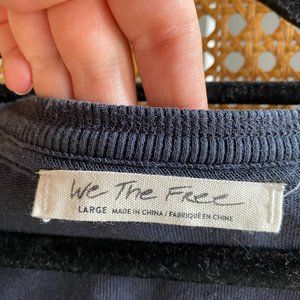 We The Free
LARGE MADE IN CHINA / FABRIQUÉ EN CHINE